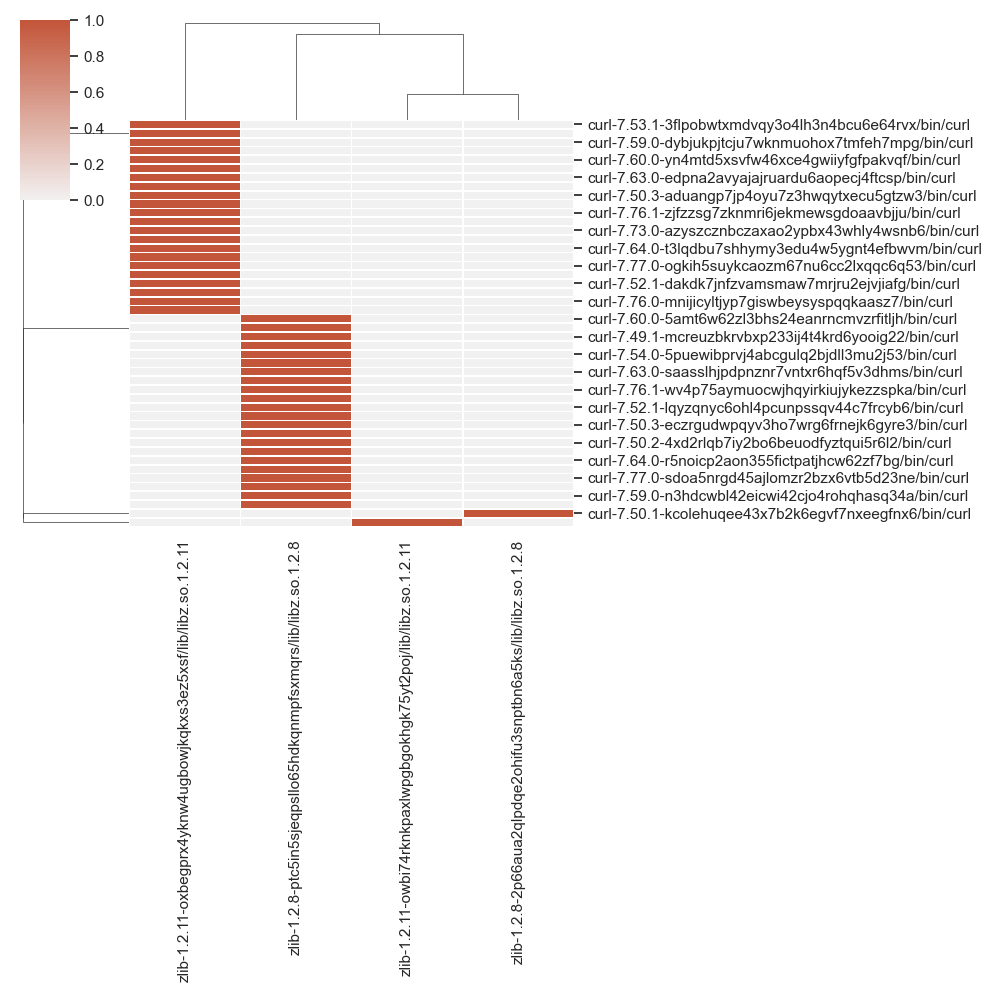 1.0
0.8
0.6
0.4
0.2
0.0
curl-7.53.1-3flpobwtxmdvqy3o4lh3n4bcu6e64rvx/bin/curl
curl-7.59.0-dybjukpjtcju7wknmuohox7tmfeh7mpg/bin/curl
curl-7.60.0-yn4mtd5xsvfw46xce4gwiiyfgfpakvqf/bin/curl
curl-7.63.0-edpna2avyajajruardu6aopecj4ftcsp/bin/curl
curl-7.50.3-aduangp7jp4oyu7z3hwqytxecu5gtzw3/bin/curl
curl-7.76.1-zjfzzsg7zknmri6jekmewsgdoaavbjju/bin/curl
curl-7.73.0-azyszcznbczaxao2ypbx43whly4wsnb6/bin/curl
curl-7.64.0-t3lqdbu7shhymy3edu4w5ygnt4efbwvm/bin/curl
curl-7.77.0-ogkih5suykcaozm67nu6cc2lxqqc6q53/bin/curl
curl-7.52.1-dakdk7jnfzvamsmaw7mrjru2ejvjiafg/bin/curl
curl-7.76.0-mnijicyltjyp7giswbeysyspqqkaasz7/bin/curl
curl-7.60.0-5amt6w62zl3bhs24eanrncmvzrfitljh/bin/curl
curl-7.49.1-mcreuzbkrvbxp233ij4t4krd6yooig22/bin/curl
curl-7.54.0-5puewibprvj4abcgulq2bjdll3mu2j53/bin/curl
curl-7.63.0-saasslhjpdpnznr7vntxr6hqf5v3dhms/bin/curl
curl-7.76.1-wv4p75aymuocwjhqyirkiujykezzspka/bin/curl
curl-7.52.1-lqyzqnyc6ohl4pcunpssqv44c7frcyb6/bin/curl
curl-7.50.3-eczrgudwpqyv3ho7wrg6frnejk6gyre3/bin/curl
curl-7.50.2-4xd2rlqb7iy2bo6beuodfyztqui5r6l2/bin/curl
curl-7.64.0-r5noicp2aon355fictpatjhcw62zf7bg/bin/curl
curl-7.77.0-sdoa5nrgd45ajlomzr2bzx6vtb5d23ne/bin/curl
curl-7.59.0-n3hdcwbl42eicwi42cjo4rohqhasq34a/bin/curl
curl-7.50.1-kcolehuqee43x7b2k6egvf7nxeegfnx6/bin/curl
zlib-1.2.11-oxbegprx4yknw4ugbowjkqkxs3ez5xsf/lib/libz.so.1.2.11
zlib-1.2.8-ptc5in5sjeqpsllo65hdkqnmpfsxmqrs/lib/libz.so.1.2.8
zlib-1.2.11-owbi74rknkpaxlwpgbgokhgk75yt2poj/lib/libz.so.1.2.11
zlib-1.2.8-2p66aua2qlpdqe2ohifu3snptbn6a5ks/lib/libz.so.1.2.8